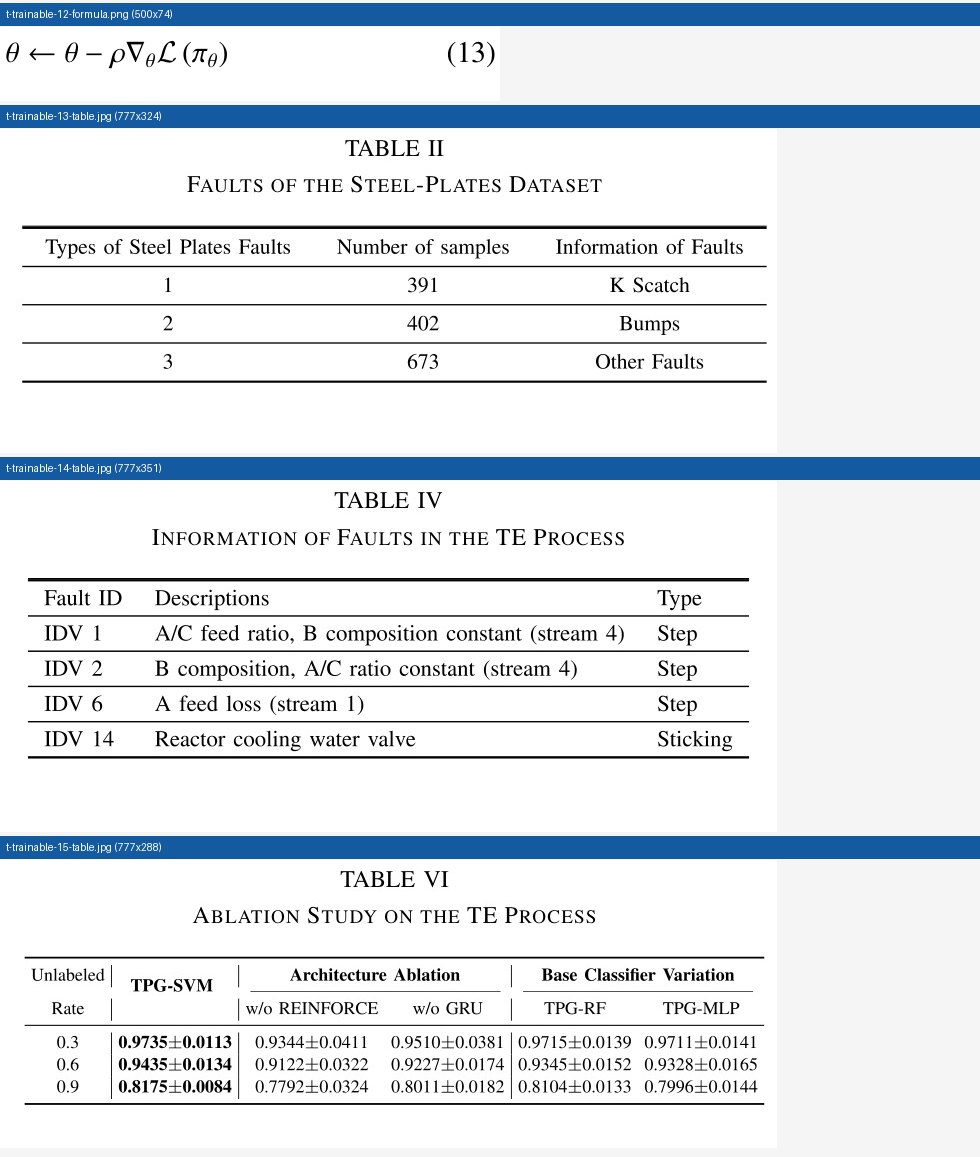 t-trainable-12-formula.png (500x74)
θ ← θ − ρ∇θℒ (πθ) (13)
t-trainable-13-table.jpg (777x324)
TABLE II
FAULTS OF THE STEEL-PLATES DATASET
Types of Steel Plates Faults Number of samples Information of Faults
1 391 K Scatch
2 402 Bumps
3 673 Other Faults
t-trainable-14-table.jpg (777x351)
TABLE IV
INFORMATION OF FAULTS IN THE TE PROCESS
Fault ID Descriptions Type
IDV 1 A/C feed ratio, B composition constant (stream 4) Step
IDV 2 B composition, A/C ratio constant (stream 4) Step
IDV 6 A feed loss (stream 1) Step
IDV 14 Reactor cooling water valve Sticking
t-trainable-15-table.jpg (777x288)
TABLE VI
ABLATION STUDY ON THE TE PROCESS
Unlabeled Architecture Ablation Base Classifier Variation
TPG-SVM
Rate w/o REINFORCE w/o GRU TPG-RF TPG-MLP
0.3 0.9735±0.0113 0.9344±0.0411 0.9510±0.0381 0.9715±0.0139 0.9711±0.0141
0.6 0.9435±0.0134 0.9122±0.0322 0.9227±0.0174 0.9345±0.0152 0.9328±0.0165
0.9 0.8175±0.0084 0.7792±0.0324 0.8011±0.0182 0.8104±0.0133 0.7996±0.0144